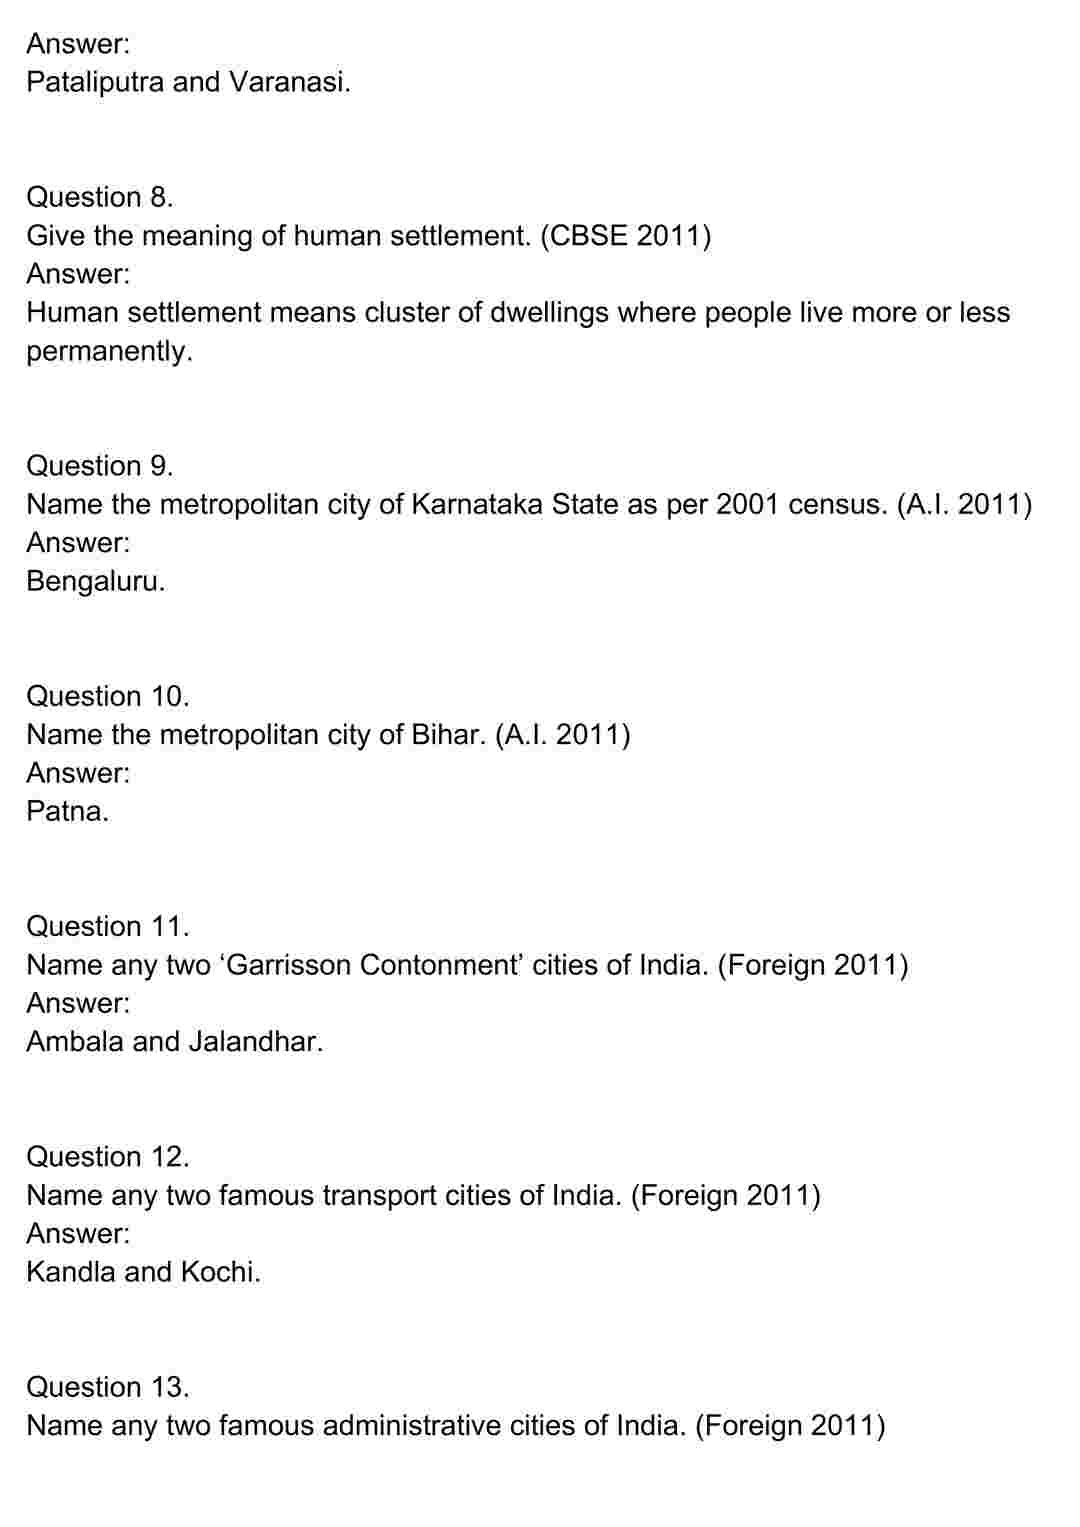 Answer:
Pataliputra and Varanasi.
Question 8.
Give the meaning of human settlement. (CBSE 2011)
Answer:
Human settlement means cluster of dwellings where people live more or less
permanently.
Question 9.
Name the metropolitan city of Karnataka State as per 2001 census. (A.I. 2011)
Answer:
Bengaluru.
Question 10.
Name the metropolitan city of Bihar. (A.I. 2011)
Answer:
Patna.
Question 11.
Name any two ‘Garrisson Contonment’ cities of India. (Foreign 2011)
Answer:
Ambala and Jalandhar.
Question 12.
Name any two famous transport cities of India. (Foreign 2011)
Answer:
Kandla and Kochi.
Question 13.
Name any two famous administrative cities of India. (Foreign 2011)